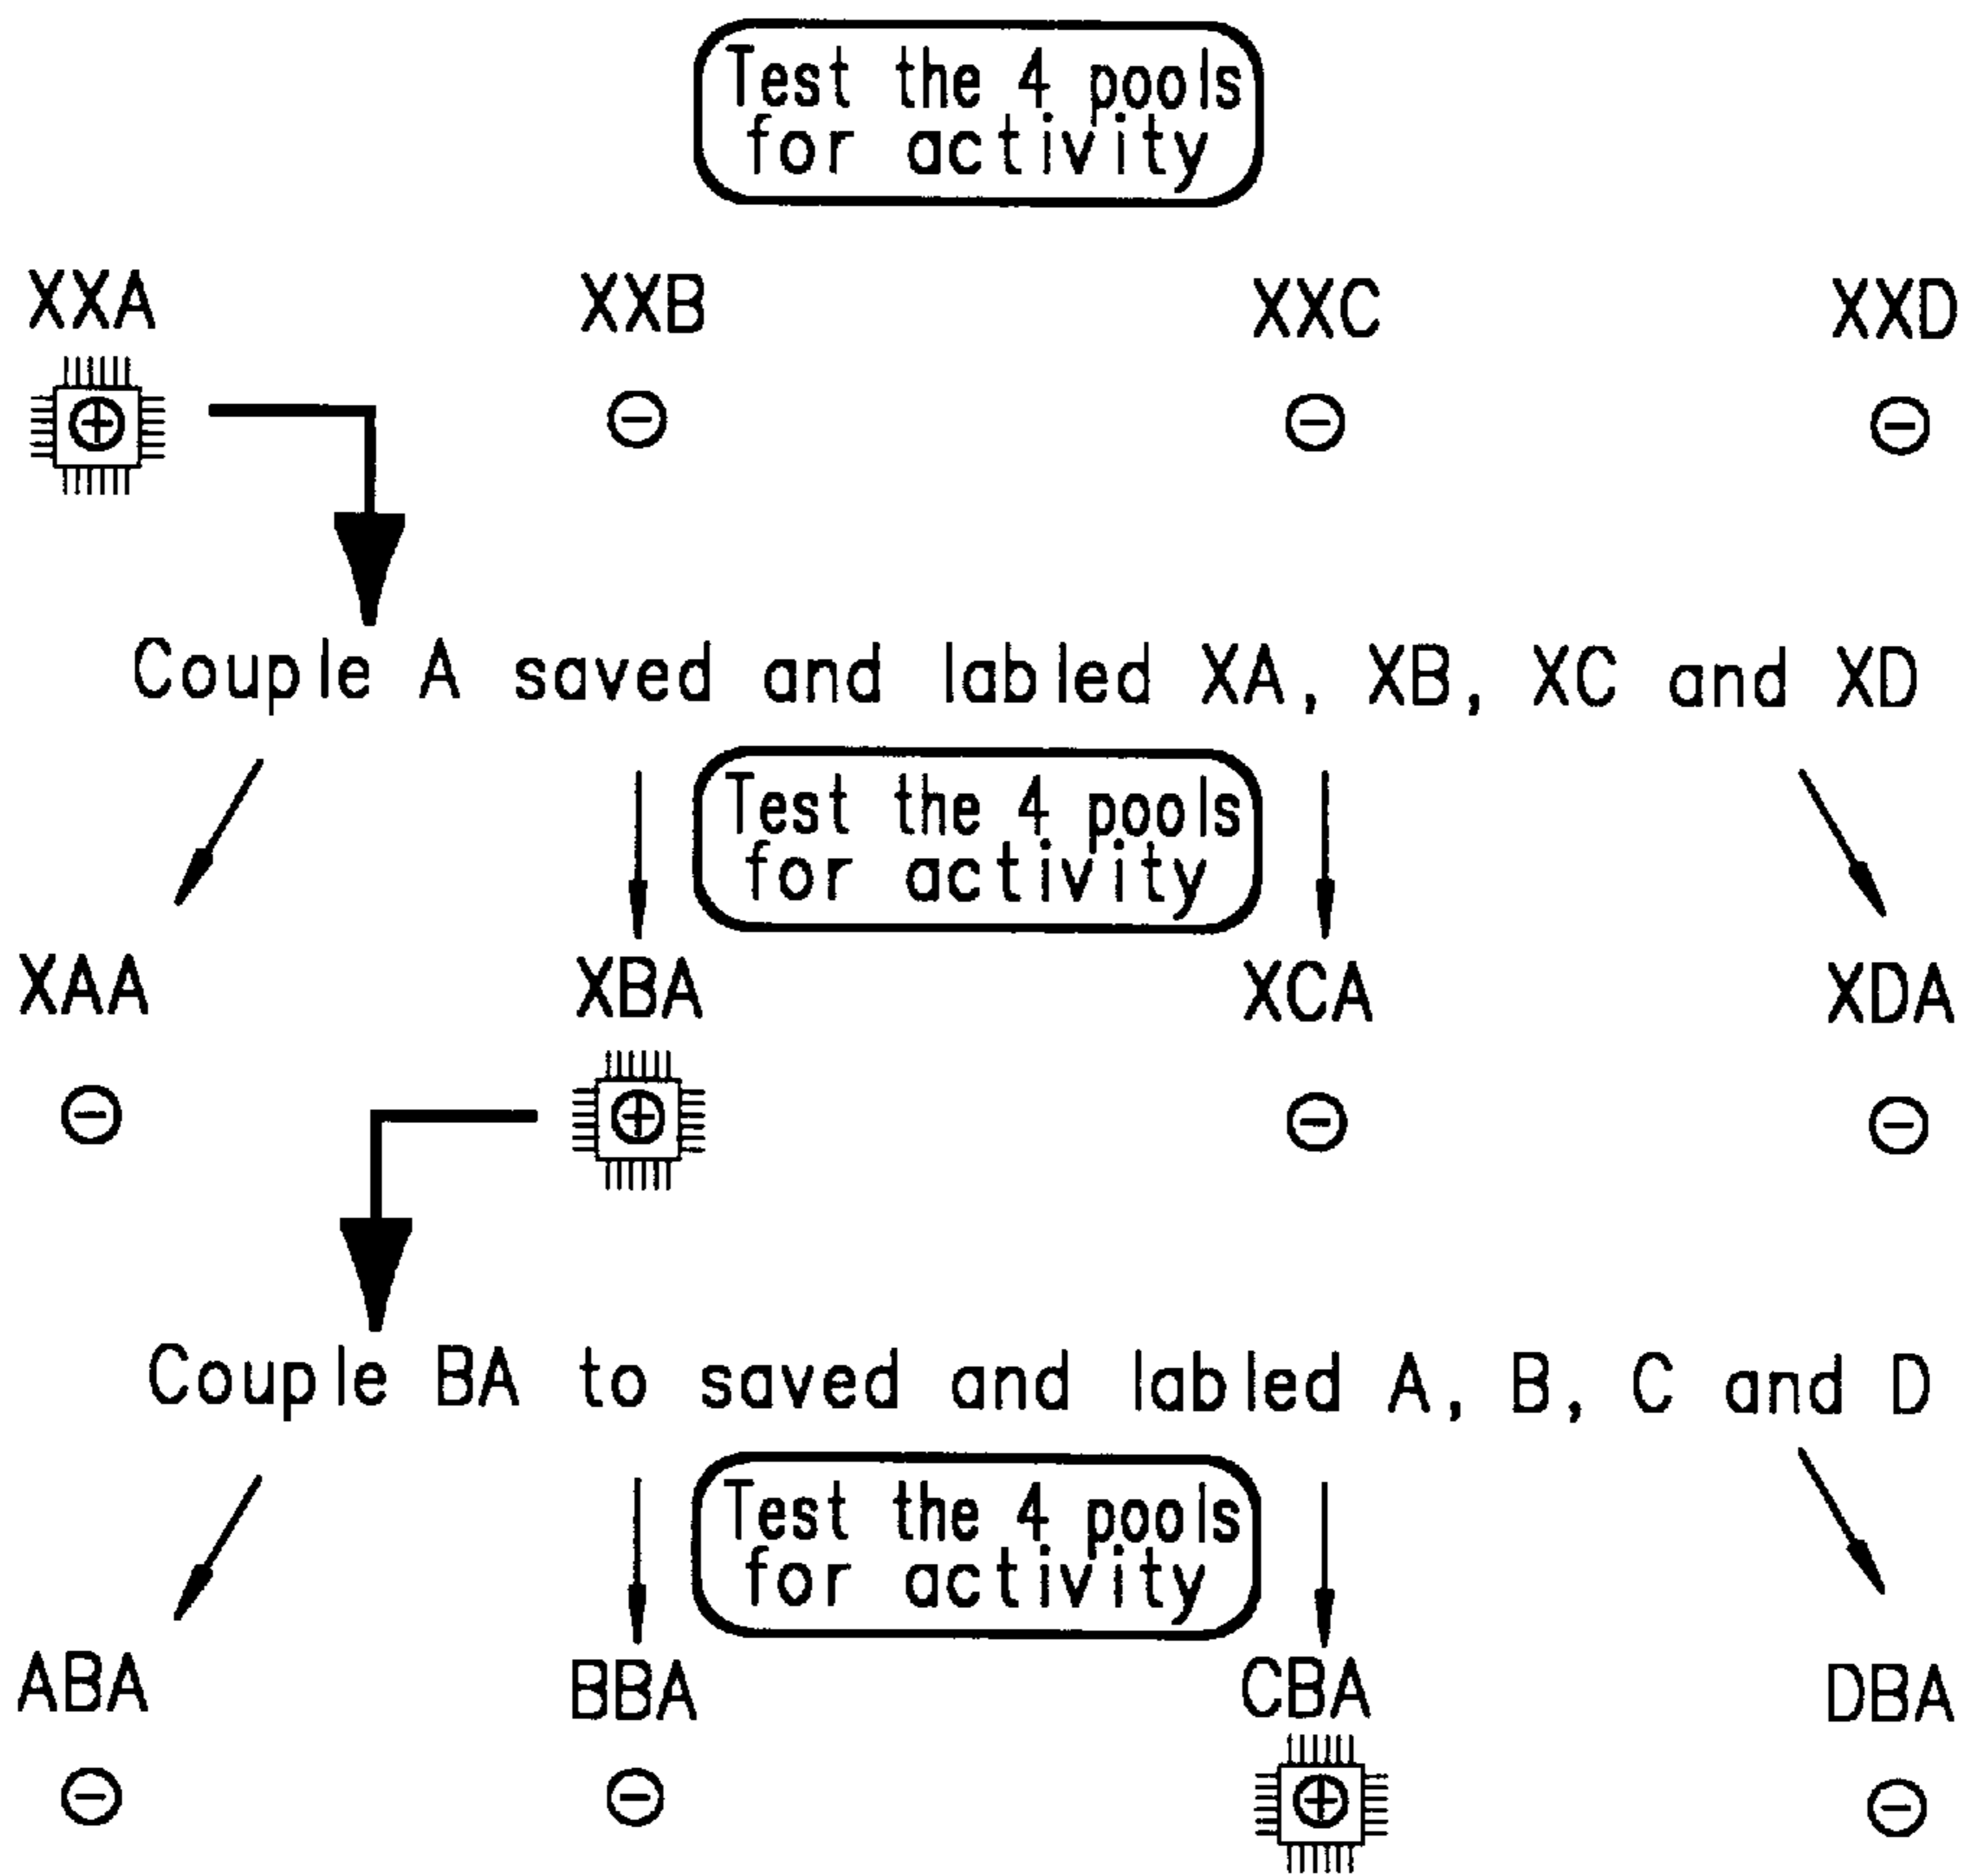 Test the 4 pools
for activity
XXA XXB XXC XXD
+ - - -
Couple A saved and labled XA, XB, XC and XD
Test the 4 pools
for activity
XAA XBA XCA XDA
- + - -
Couple BA to saved and labled A, B, C and D
Test the 4 pools
for activity
ABA BBA CBA DBA
- - + -